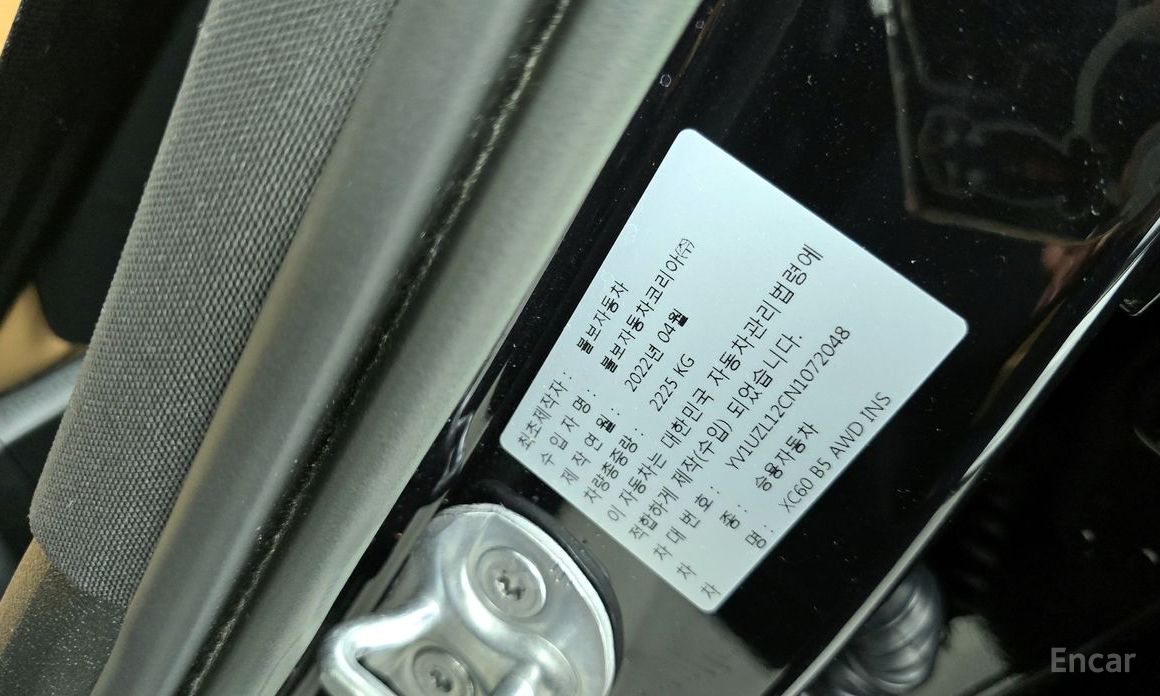 최초제작자 : 볼보자동차
수 입 자 명 : 볼보자동차코리아㈜
제 작 연 월 : 2022년 04월
차량총중량 : 2225 KG
이 자동차는 대한민국 자동차관리법령에
적합하게 제작(수입) 되었습니다.
차 대 번 호 : YV1UZL12CN1072048
차 종 : 승용자동차
차 명 : XC60 B5 AWD INS
Encar